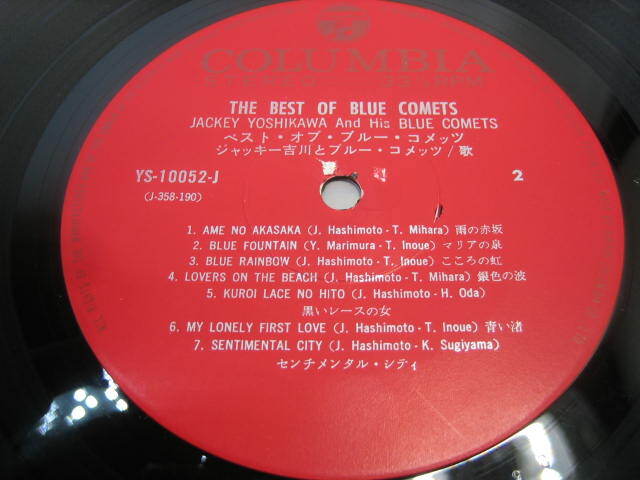 COLUMBIA
STEREO 33⅓ RPM
THE BEST OF BLUE COMETS
JACKEY YOSHIKAWA And His BLUE COMETS
ベスト・オブ・ブルー・コメッツ
ジャッキー吉川とブルー・コメッツ/歌
YS-10052-J
(J-358-190)
2
1. AME NO AKASAKA (J. Hashimoto - T. Mihara) 雨の赤坂
2. BLUE FOUNTAIN (Y. Marimura - T. Inoue) マリアの泉
3. BLUE RAINBOW (J. Hashimoto - T. Inoue) こころの虹
4. LOVERS ON THE BEACH (J. Hashimoto - T. Mihara) 銀色の波
5. KUROI LACE NO HITO (J. Hashimoto - H. Oda)
黒いレースの女
6. MY LONELY FIRST LOVE (J. Hashimoto - T. Inoue) 青い渚
7. SENTIMENTAL CITY (J. Hashimoto - K. Sugiyama)
センチメンタル・シティ